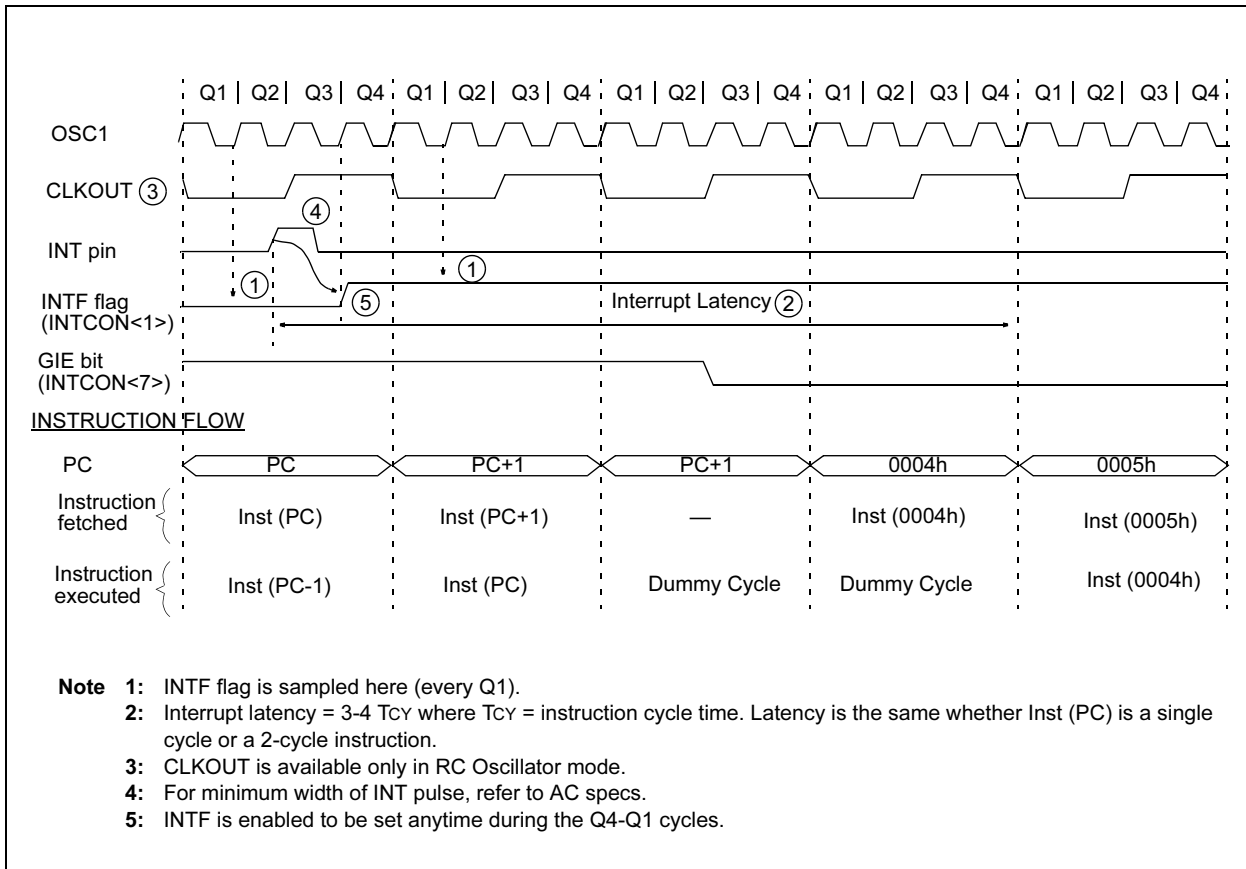 Q1 | Q2 | Q3 | Q4 Q1 | Q2 | Q3 | Q4 Q1 | Q2 | Q3 | Q4 Q1 | Q2 | Q3 | Q4 Q1 | Q2 | Q3 | Q4
OSC1
CLKOUT 3
4
INT pin
1 1
INTF flag
(INTCON<1>)
5
Interrupt Latency 2
GIE bit
(INTCON<7>)
INSTRUCTION FLOW
PC PC PC+1 PC+1 0004h 0005h
Instruction
fetched
Inst (PC) Inst (PC+1) — Inst (0004h) Inst (0005h)
Instruction
executed
Inst (PC-1) Inst (PC) Dummy Cycle Dummy Cycle Inst (0004h)
Note 1: INTF flag is sampled here (every Q1).
2: Interrupt latency = 3-4 TCY where TCY = instruction cycle time. Latency is the same whether Inst (PC) is a single
cycle or a 2-cycle instruction.
3: CLKOUT is available only in RC Oscillator mode.
4: For minimum width of INT pulse, refer to AC specs.
5: INTF is enabled to be set anytime during the Q4-Q1 cycles.